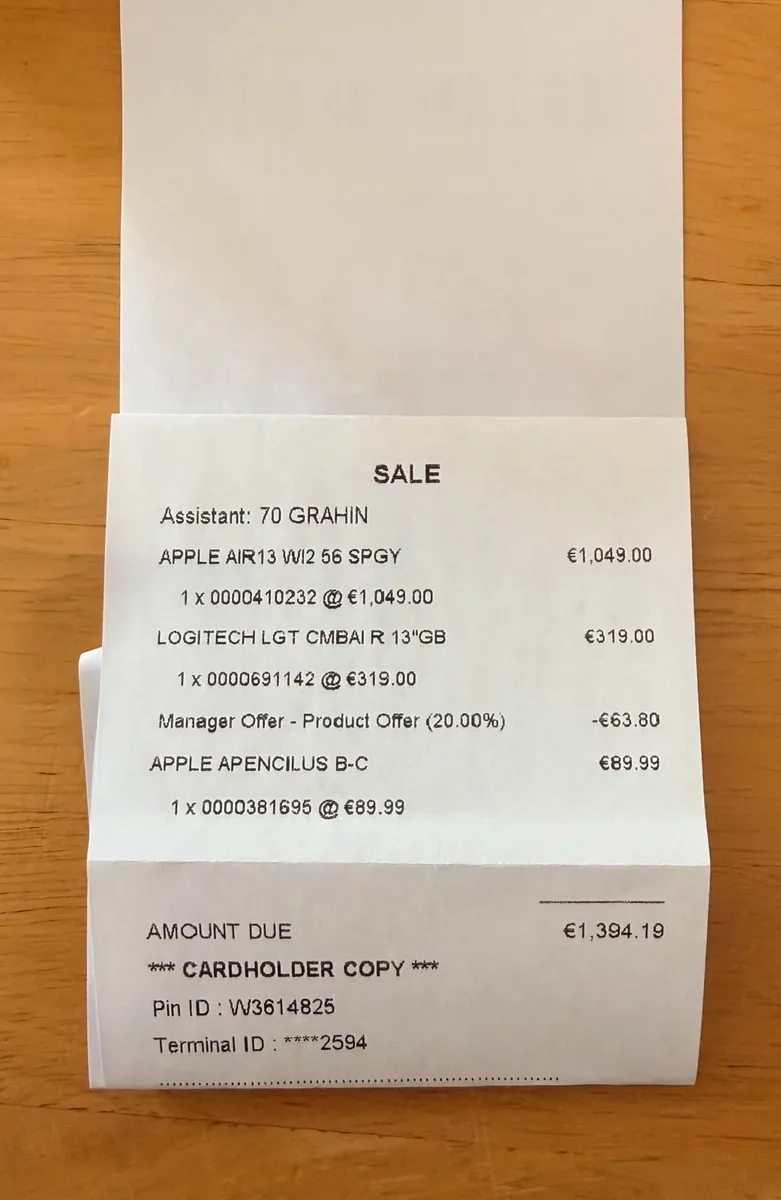 SALE
Assistant: 70 GRAHIN
APPLE AIR13 WI2 56 SPGY €1,049.00
1 x 0000410232 @ €1,049.00
LOGITECH LGT CMBAI R 13"GB €319.00
1 x 0000691142 @ €319.00
Manager Offer - Product Offer (20.00%) -€63.80
APPLE APENCILUS B-C €89.99
1 x 0000381695 @ €89.99
AMOUNT DUE €1,394.19
*** CARDHOLDER COPY ***
Pin ID : W3614825
Terminal ID : ****2594